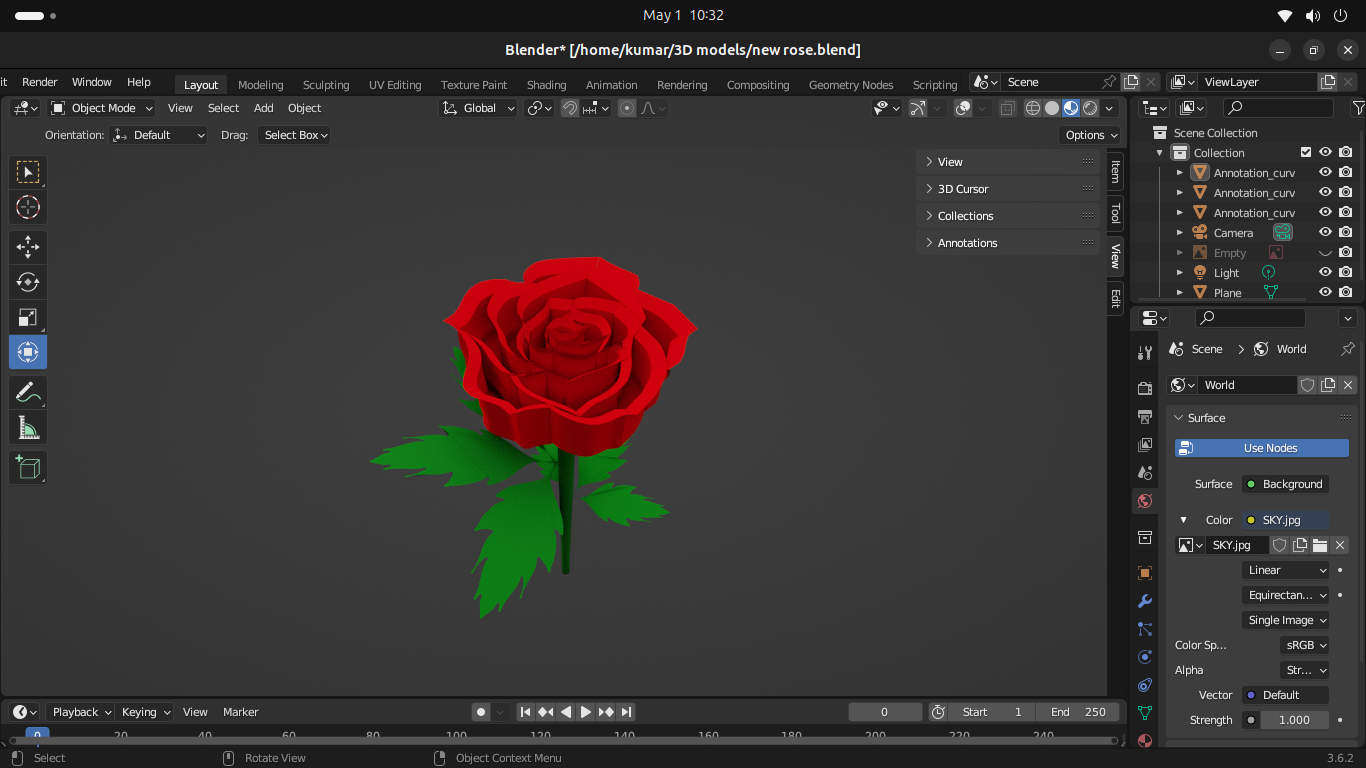 May 1 10:32
Blender* [/home/kumar/3D models/new rose.blend]
it Render Window Help Layout Modeling Sculpting UV Editing Texture Paint Shading Animation Rendering Compositing Geometry Nodes Scripting Scene ViewLayer
Object Mode View Select Add Object Global
Orientation: Default Drag: Select Box Options
View
3D Cursor
Collections
Annotations
Item
Tool
View
Edit
Scene Collection
Collection
Annotation_curv
Annotation_curv
Annotation_curv
Camera
Empty
Light
Plane
Scene World
World
Surface
Use Nodes
Surface Background
Color SKY.jpg
SKY.jpg
Linear
Equirectan...
Single Image
Color Sp... sRGB
Alpha Str...
Vector Default
Strength 1.000
Playback Keying View Marker 0 Start 1 End 250
0 20 40 60 80 100 120 140 160 180 200 220 240
Select Rotate View Object Context Menu 3.6.2